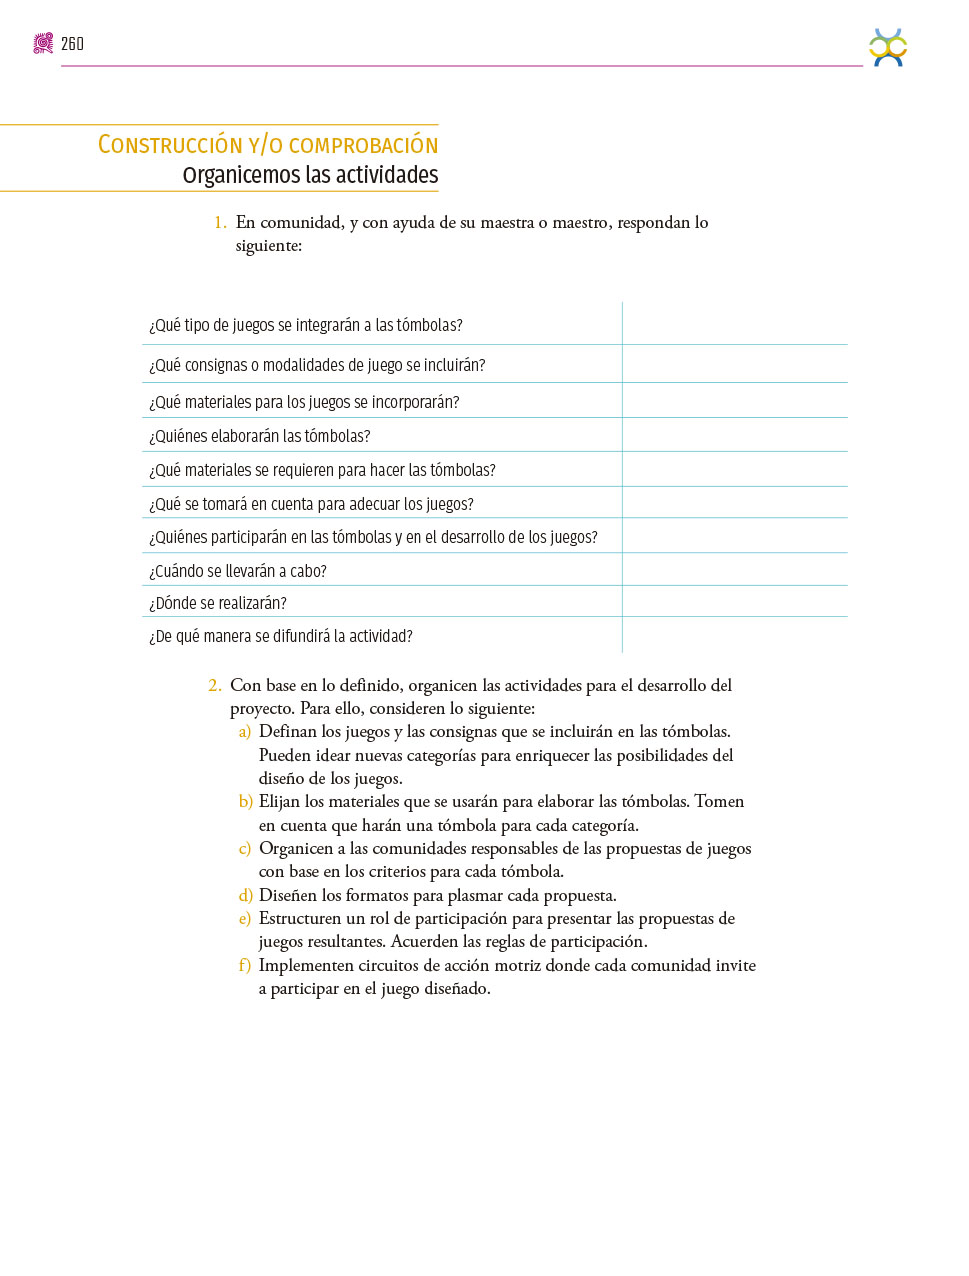 260
Construcción y/o comprobación
Organicemos las actividades
1. En comunidad, y con ayuda de su maestra o maestro, respondan lo
siguiente:
¿Qué tipo de juegos se integrarán a las tómbolas?
¿Qué consignas o modalidades de juego se incluirán?
¿Qué materiales para los juegos se incorporarán?
¿Quiénes elaborarán las tómbolas?
¿Qué materiales se requieren para hacer las tómbolas?
¿Qué se tomará en cuenta para adecuar los juegos?
¿Quiénes participarán en las tómbolas y en el desarrollo de los juegos?
¿Cuándo se llevarán a cabo?
¿Dónde se realizarán?
¿De qué manera se difundirá la actividad?
2. Con base en lo definido, organicen las actividades para el desarrollo del
proyecto. Para ello, consideren lo siguiente:
a) Definan los juegos y las consignas que se incluirán en las tómbolas.
Pueden idear nuevas categorías para enriquecer las posibilidades del
diseño de los juegos.
b) Elijan los materiales que se usarán para elaborar las tómbolas. Tomen
en cuenta que harán una tómbola para cada categoría.
c) Organicen a las comunidades responsables de las propuestas de juegos
con base en los criterios para cada tómbola.
d) Diseñen los formatos para plasmar cada propuesta.
e) Estructuren un rol de participación para presentar las propuestas de
juegos resultantes. Acuerden las reglas de participación.
f) Implementen circuitos de acción motriz donde cada comunidad invite
a participar en el juego diseñado.